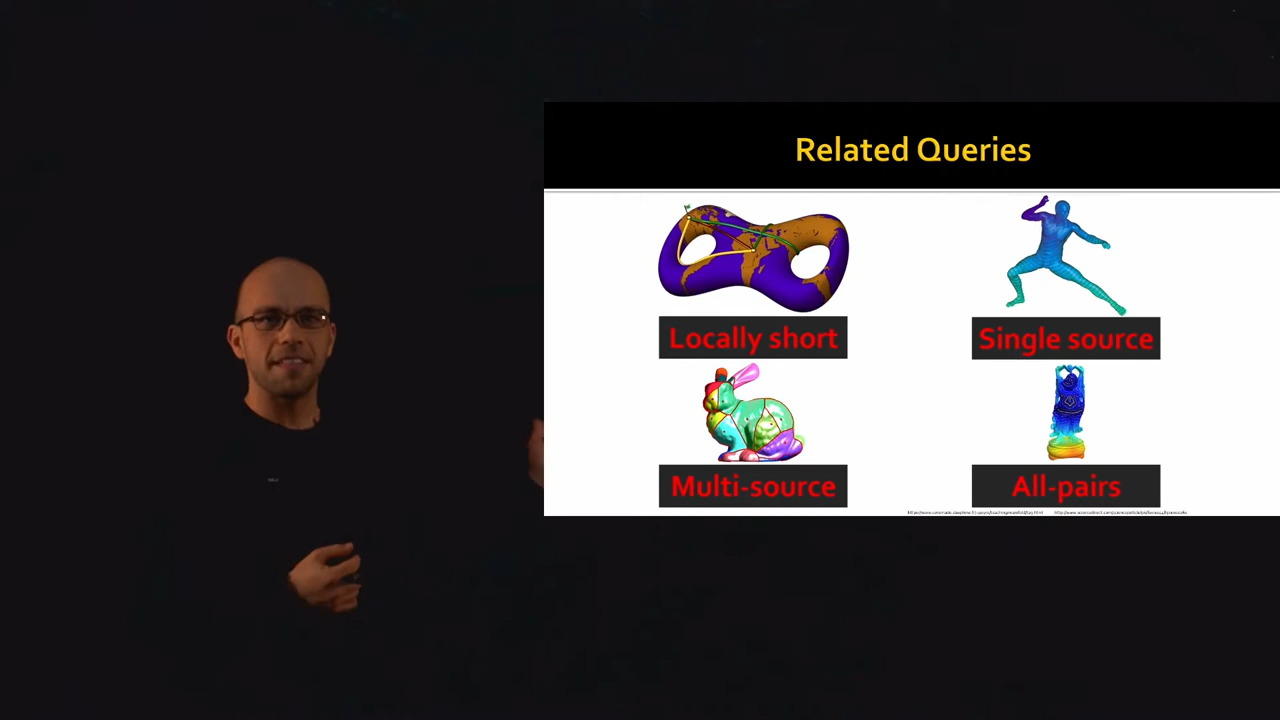 Related Queries
Locally short
Single source
Multi-source
All-pairs